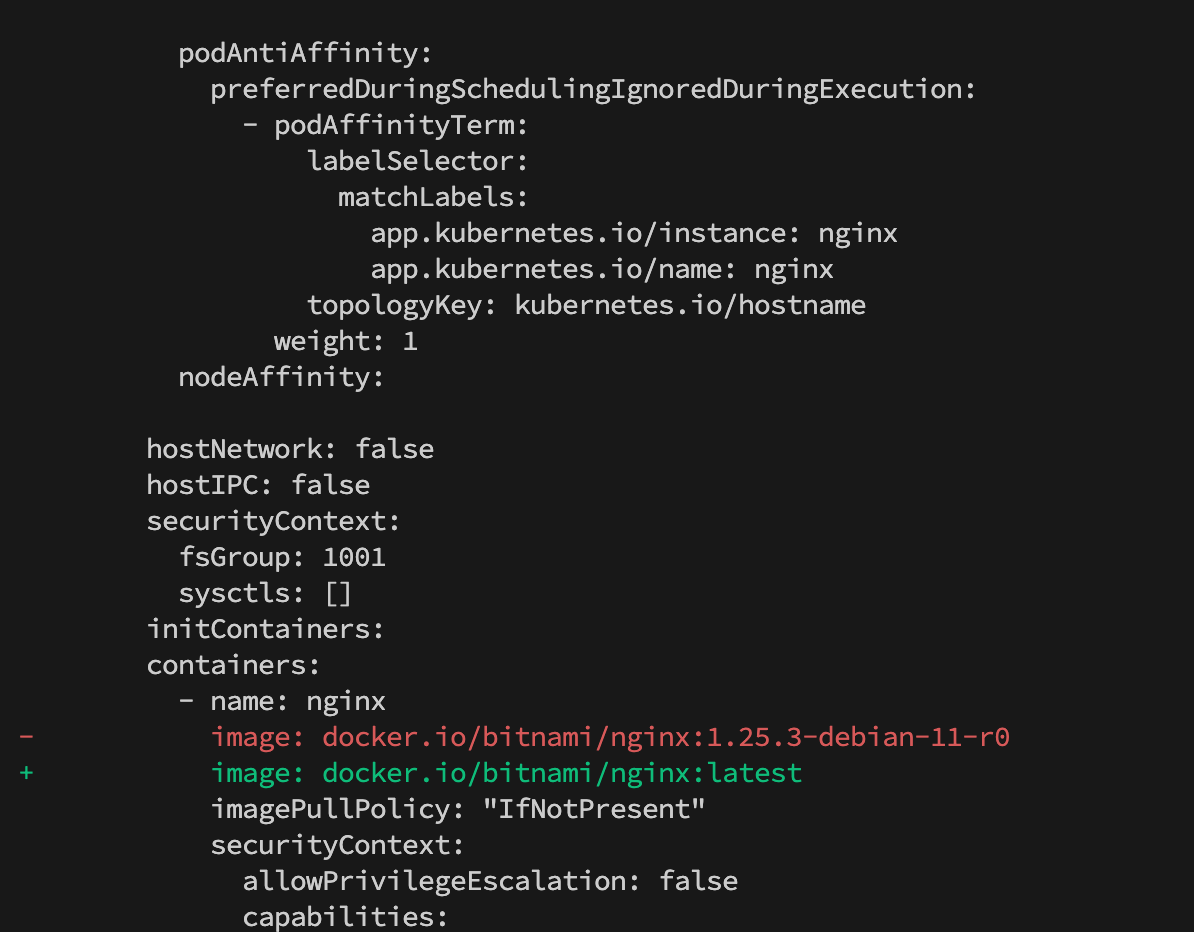 podAntiAffinity:
preferredDuringSchedulingIgnoredDuringExecution:
- podAffinityTerm:
labelSelector:
matchLabels:
app.kubernetes.io/instance: nginx
app.kubernetes.io/name: nginx
topologyKey: kubernetes.io/hostname
weight: 1
nodeAffinity:
hostNetwork: false
hostIPC: false
securityContext:
fsGroup: 1001
sysctls: []
initContainers:
containers:
- name: nginx
- image: docker.io/bitnami/nginx:1.25.3-debian-11-r0
+ image: docker.io/bitnami/nginx:latest
imagePullPolicy: "IfNotPresent"
securityContext:
allowPrivilegeEscalation: false
capabilities: